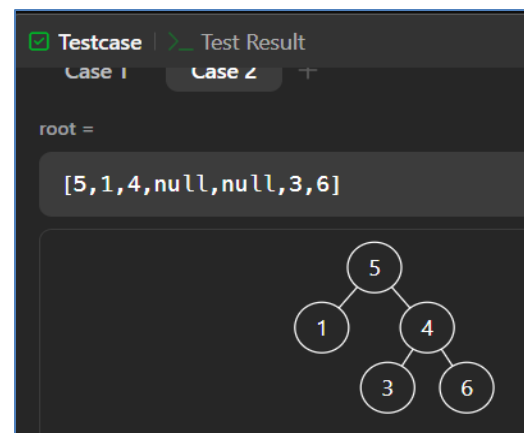 Testcase | >_ Test Result
Case 1 Case 2 +
root =
[5,1,4,null,null,3,6]
5
1 4
3 6